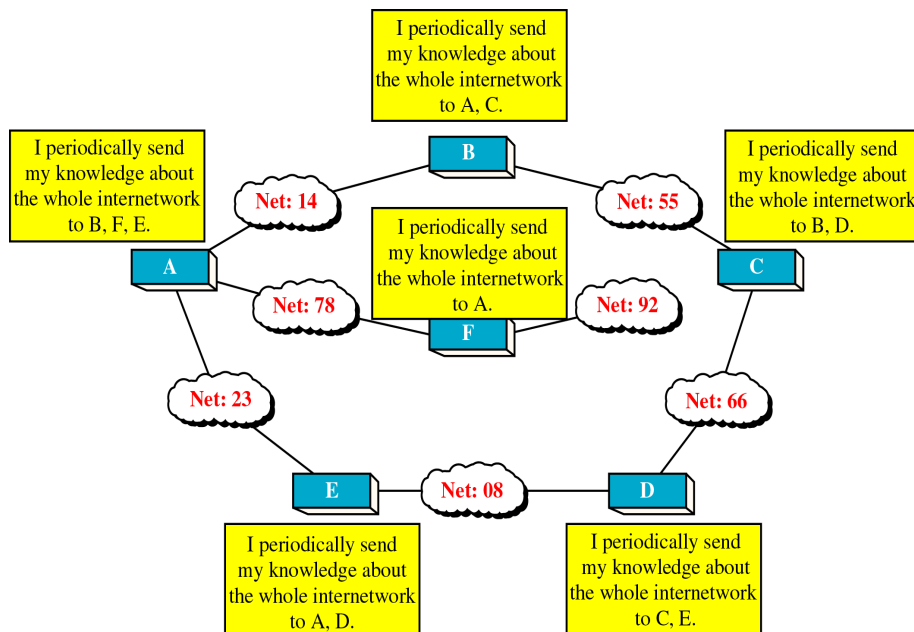 I periodically send
my knowledge about
the whole internetwork
to A, C.
B
I periodically send
my knowledge about
the whole internetwork
to B, F, E.
I periodically send
my knowledge about
the whole internetwork
to B, D.
Net: 14
Net: 55
I periodically send
my knowledge about
the whole internetwork
to A.
A
C
Net: 78
Net: 92
F
Net: 23
Net: 66
E
Net: 08
D
I periodically send
my knowledge about
the whole internetwork
to A, D.
I periodically send
my knowledge about
the whole internetwork
to C, E.